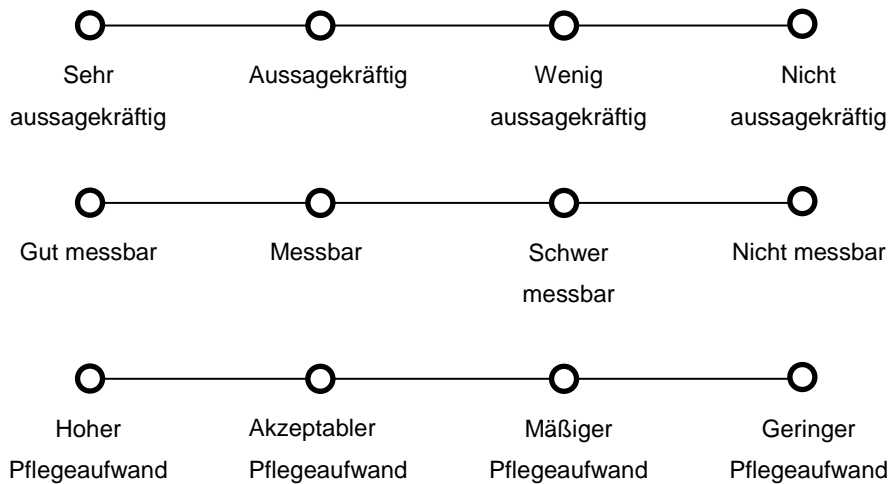 Sehr
aussagekräftig
Aussagekräftig
Wenig
aussagekräftig
Nicht
aussagekräftig
Gut messbar
Messbar
Schwer
messbar
Nicht messbar
Hoher
Pflegeaufwand
Akzeptabler
Pflegeaufwand
Mäßiger
Pflegeaufwand
Geringer
Pflegeaufwand